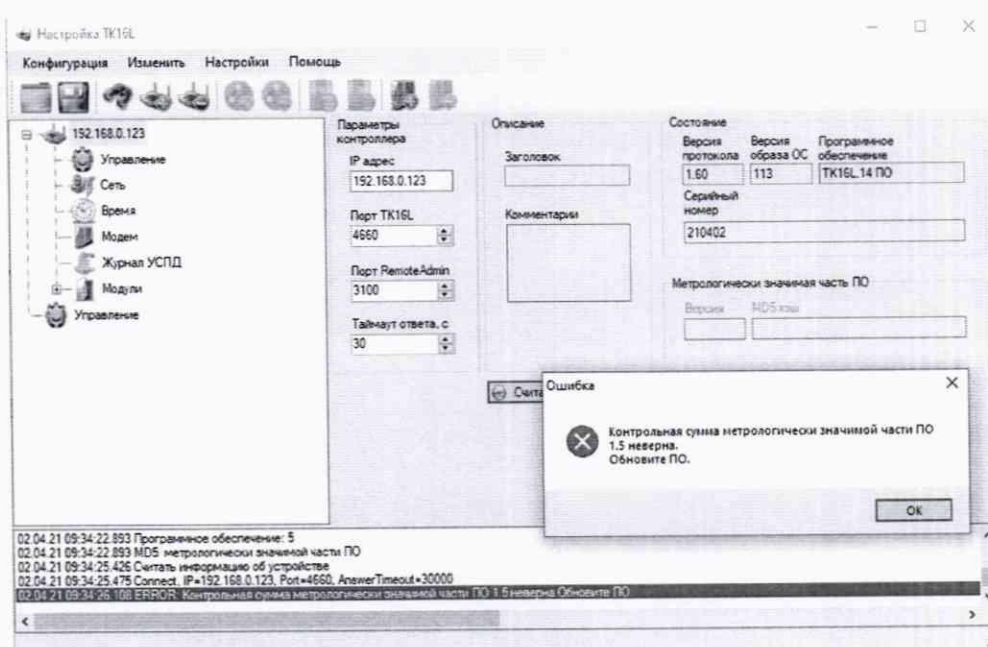 Настройка TK16L
Конфигурация Изменить Настройки Помощь
192.168.0.123
Управление
Сеть
Время
Модем
Журнал УСПД
Модули
Управление
Параметры
контроллера
IP адрес
192.168.0.123
Порт TK16L
4660
Порт RemoteAdmin
3100
Таймаут ответа, с
30
Описание
Заголовок
Комментарии
Состояние
Версия
протокола
1.60
Версия
образа ОС
113
Программное
обеспечение
TK16L.14 ПО
Серийный
номер
210402
Метрологически значимая часть ПО
Версия MD5 хэш
Счита
Ошибка
Контрольная сумма метрологически значимой части ПО
1.5 неверна.
Обновите ПО.
OK
02.04.21 09:34:22.893 Программное обеспечение: 5
02.04.21 09:34:22.893 MD5 метрологически значимой части ПО
02.04.21 09:34:25.426 Считать информацию об устройстве
02.04.21 09:34:25.475 Connect, IP=192.168.0.123, Port=4660, AnswerTimeout=30000
02.04.21 09:34:26.108 ERROR: Контрольная сумма метрологически значимой части ПО 1.5 неверна Обновите ПО